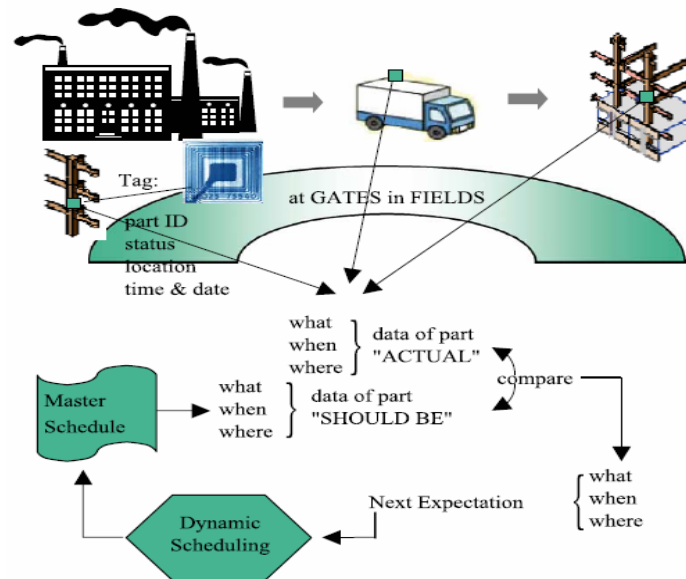 Tag:
at GATES in FIELDS
part ID
status
location
time & date
what
when
where
data of part
"ACTUAL"
compare
Master
Schedule
what
when
where
data of part
"SHOULD BE"
what
when
where
Next Expectation
Dynamic
Scheduling